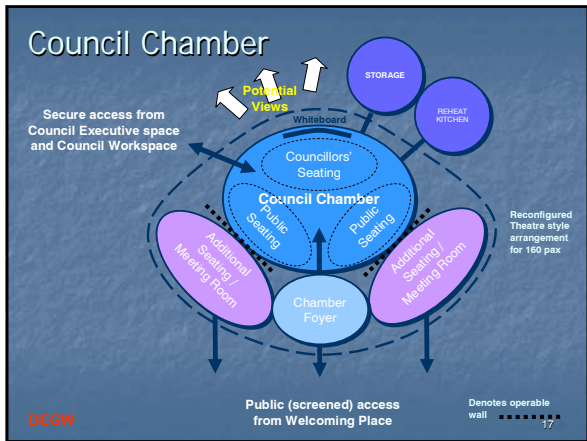 Council Chamber
Potential
Views
STORAGE
REHEAT
KITCHEN
Secure access from
Council Executive space
and Council Workspace
Whiteboard
Councillors'
Seating
Council Chamber
Public
Seating
Public
Seating
Additional
Seating /
Meeting Room
Additional
Seating /
Meeting Room
Reconfigured
Theatre style
arrangement
for 160 pax
Chamber
Foyer
Public (screened) access
from Welcoming Place
Denotes operable
wall
DEGW
17